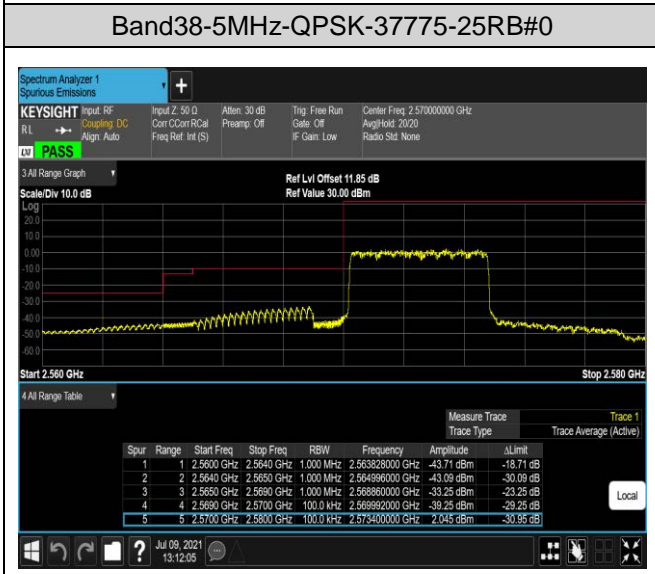 Band38-5MHz-QPSK-37775-25RB#0
Spectrum Analyzer 1
Spurious Emissions
+
KEYSIGHT Input: RF Input Z: 50 Ω Atten: 30 dB Trig: Free Run Center Freq: 2.570000000 GHz
RL Coupling: DC Corr CCorr RCal Preamp: Off Gate: Off Avg|Hold: 20/20
Align: Auto Freq Ref: Int (S) IF Gain: Low Radio Std: None
LXI PASS
3 All Range Graph
Ref Lvl Offset 11.85 dB
Scale/Div 10.0 dB Ref Value 30.00 dBm
Log
20.0
10.0
0.00
-10.0
-20.0
-30.0
-40.0
-50.0
-60.0
Start 2.560 GHz Stop 2.580 GHz
4 All Range Table
Measure Trace Trace 1
Trace Type Trace Average (Active)
Spur Range Start Freq Stop Freq RBW Frequency Amplitude ΔLimit
1 1 2.5600 GHz 2.5640 GHz 1.000 MHz 2.563828000 GHz -43.71 dBm -18.71 dB
2 2 2.5640 GHz 2.5650 GHz 1.000 MHz 2.564996000 GHz -43.09 dBm -30.09 dB
3 3 2.5650 GHz 2.5690 GHz 1.000 MHz 2.568860000 GHz -33.25 dBm -23.25 dB
4 4 2.5690 GHz 2.5700 GHz 100.0 kHz 2.569992000 GHz -39.25 dBm -29.25 dB
5 5 2.5700 GHz 2.5800 GHz 100.0 kHz 2.573400000 GHz 2.045 dBm -30.95 dB
Local
? Jul 09, 2021
13:12:05